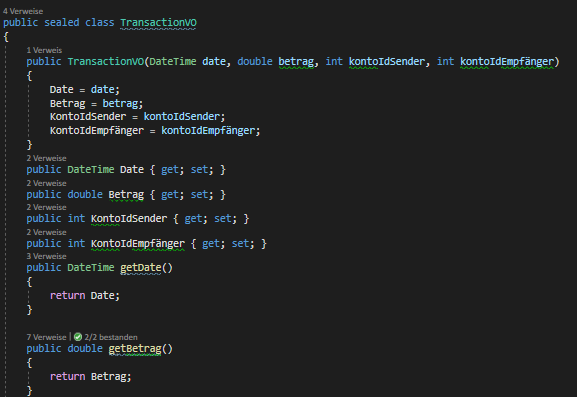 4 Verweise
public sealed class TransactionVO
{
1 Verweis
public TransactionVO(DateTime date, double betrag, int kontoIdSender, int kontoIdEmpfänger)
{
Date = date;
Betrag = betrag;
KontoIdSender = kontoIdSender;
KontoIdEmpfänger = kontoIdEmpfänger;
}
2 Verweise
public DateTime Date { get; set; }
2 Verweise
public double Betrag { get; set; }
2 Verweise
public int KontoIdSender { get; set; }
2 Verweise
public int KontoIdEmpfänger { get; set; }
3 Verweise
public DateTime getDate()
{
return Date;
}
7 Verweise | 2/2 bestanden
public double getBetrag()
{
return Betrag;
}